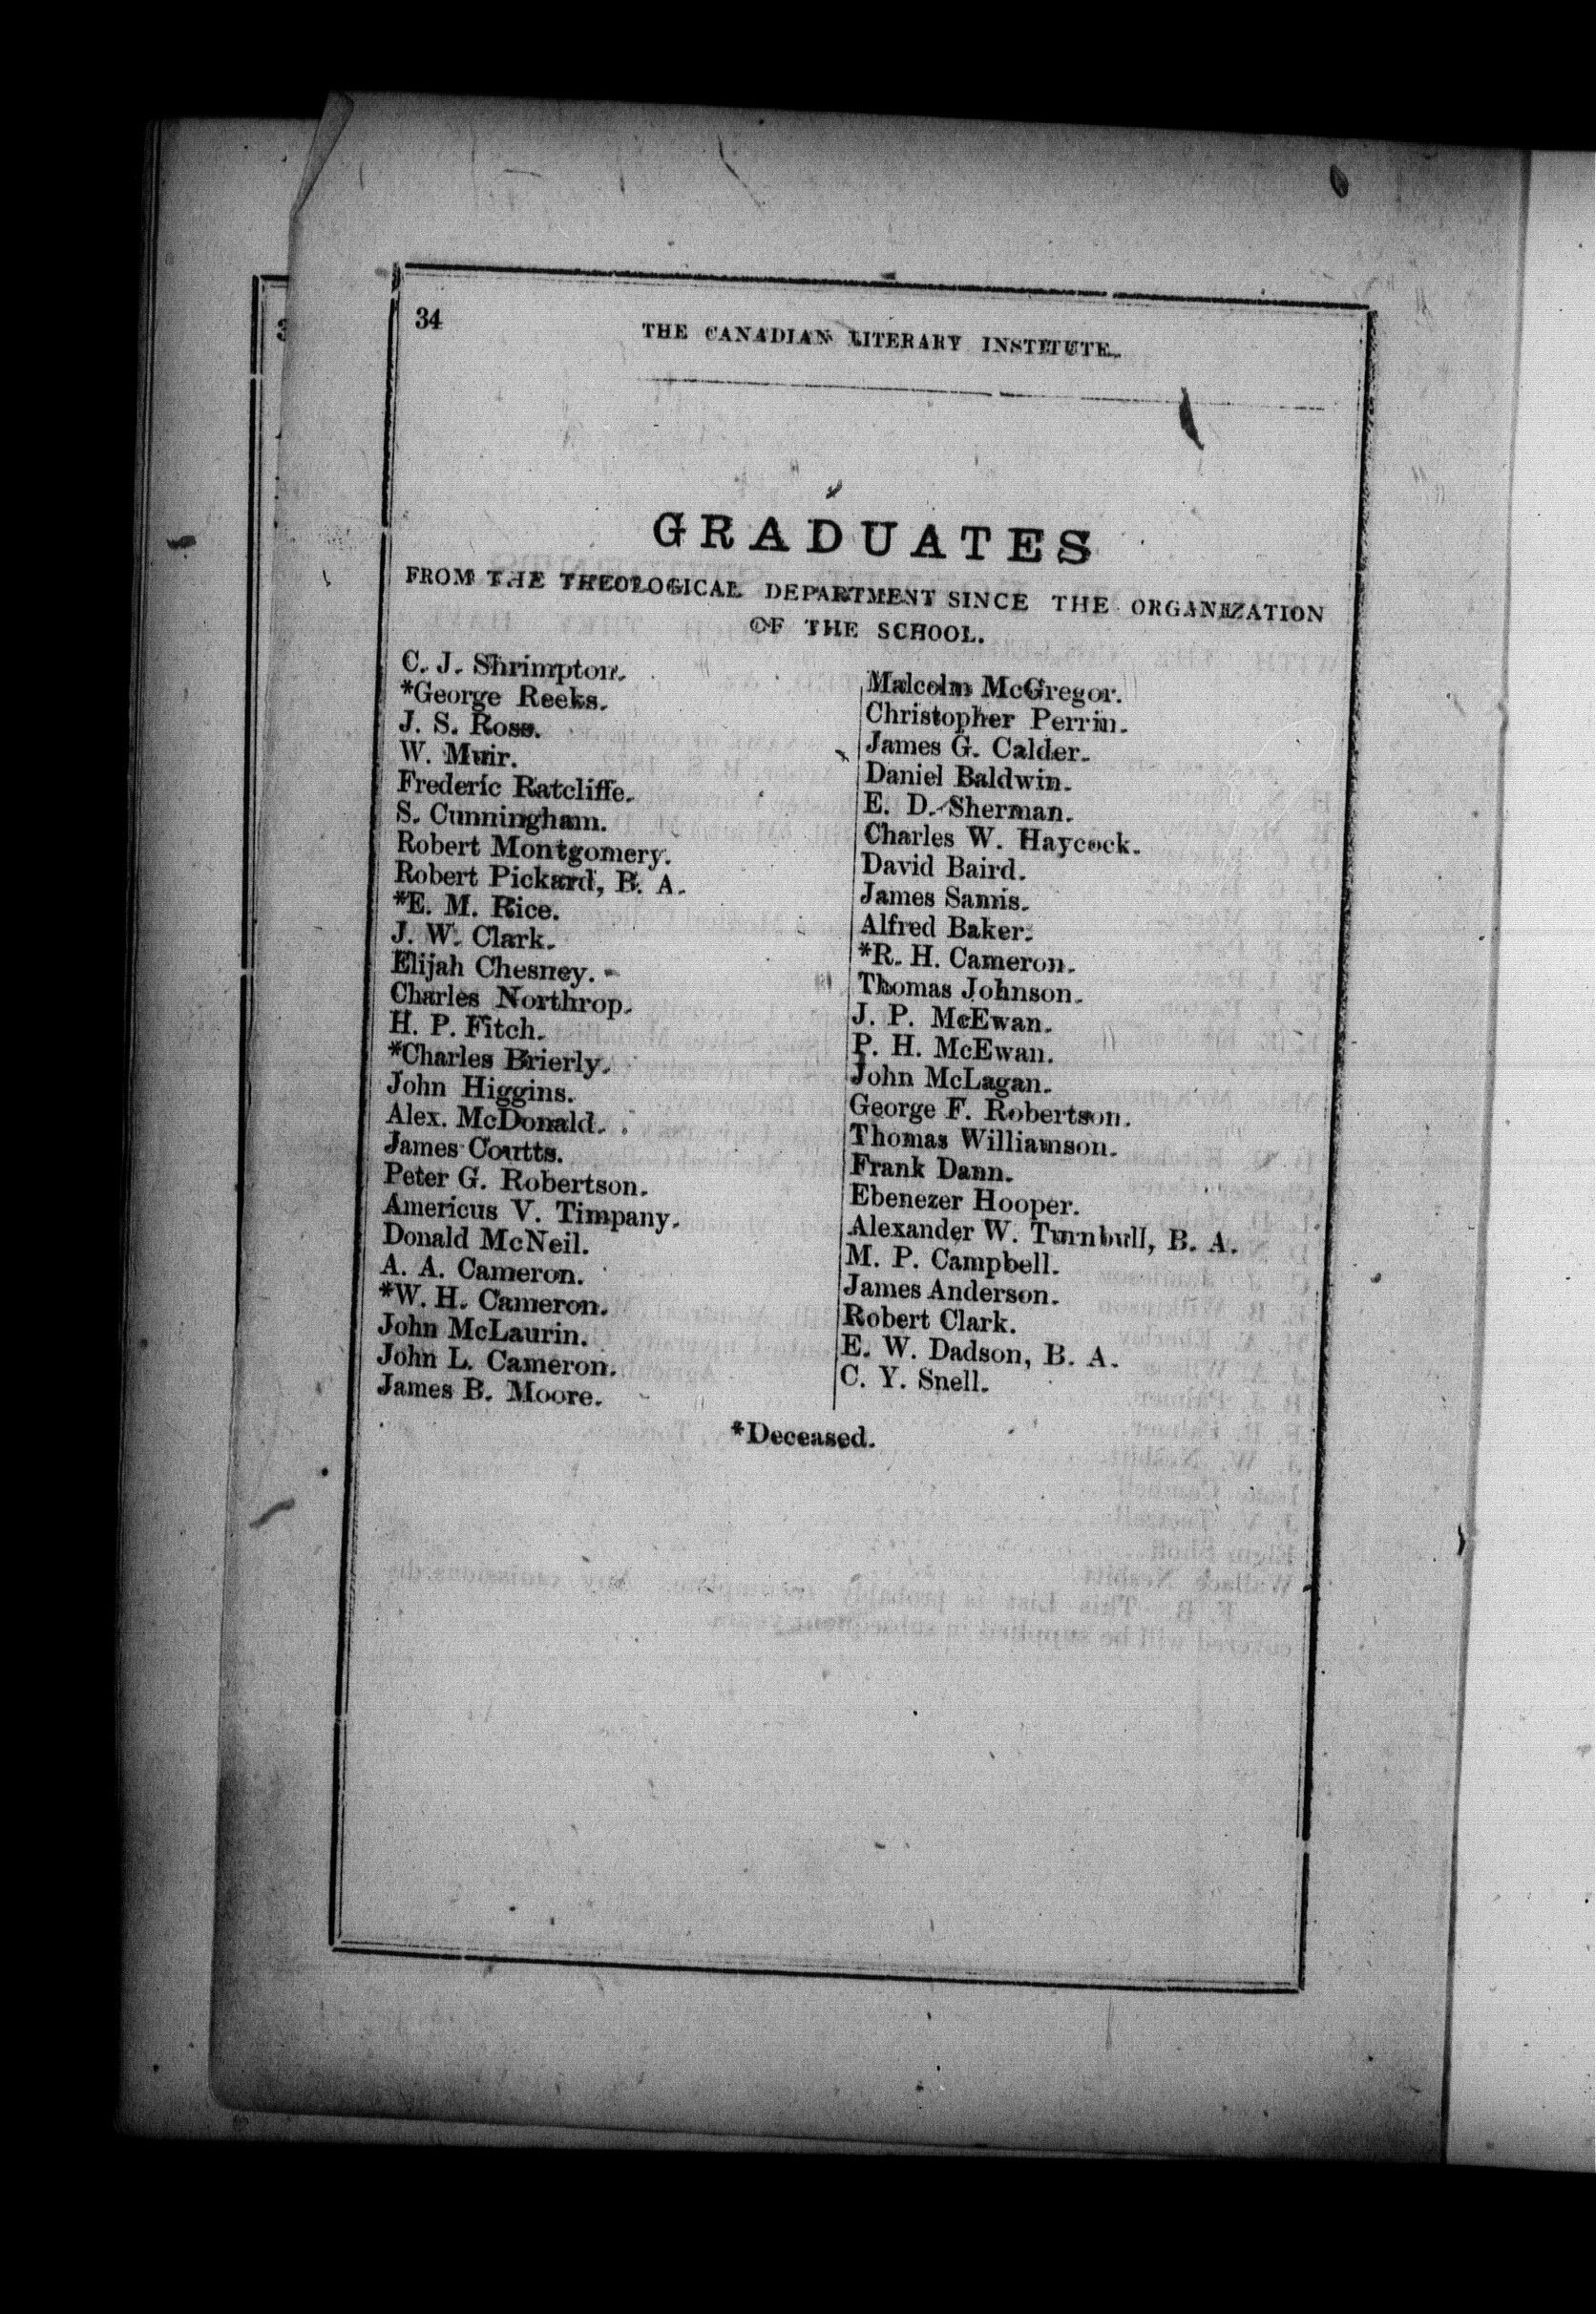 34
THE CANADIAN LITERARY INSTITUTE.
GRADUATES
FROM THE THEOLOGICAL DEPARTMENT SINCE THE ORGANIZATION
OF THE SCHOOL.
C. J. Shrimpton.
*George Reeks.
J. S. Ross.
W. Muir.
Frederic Ratcliffe.
S. Cunningham.
Robert Montgomery.
Robert Pickard, B. A.
*E. M. Rice.
J. W. Clark.
Elijah Chesney.
Charles Northrop.
H. P. Fitch.
*Charles Brierly.
John Higgins.
Alex. McDonald.
James Coutts.
Peter G. Robertson.
Americus V. Timpany.
Donald McNeil.
A. A. Cameron.
*W. H. Cameron.
John McLaurin.
John L. Cameron.
James B. Moore.
Malcolm McGregor.
Christopher Perrin.
James G. Calder.
Daniel Baldwin.
E. D. Sherman.
Charles W. Haycock.
David Baird.
James Samis.
Alfred Baker.
*R. H. Cameron.
Thomas Johnson.
J. P. McEwan.
P. H. McEwan.
John McLagan.
George F. Robertson.
Thomas Williamson.
Frank Dann.
Ebenezer Hooper.
Alexander W. Turnbull, B. A.
M. P. Campbell.
James Anderson.
Robert Clark.
E. W. Dadson, B. A.
C. Y. Snell.
*Deceased.